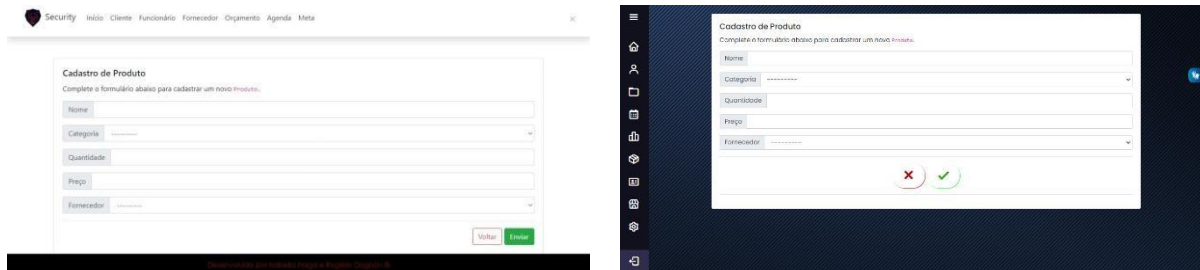 Security Início Cliente Funcionário Fornecedor Orçamento Agenda Meta ×
Cadastro de Produto
Complete o formulário abaixo para cadastrar um novo Produto.
Nome
Categoria ---------
Quantidade
Preço
Fornecedor ---------
Voltar Enviar
Cadastro de Produto
Complete o formulário abaixo para cadastrar um novo Produto.
Nome
Categoria ---------
Quantidade
Preço
Fornecedor ---------